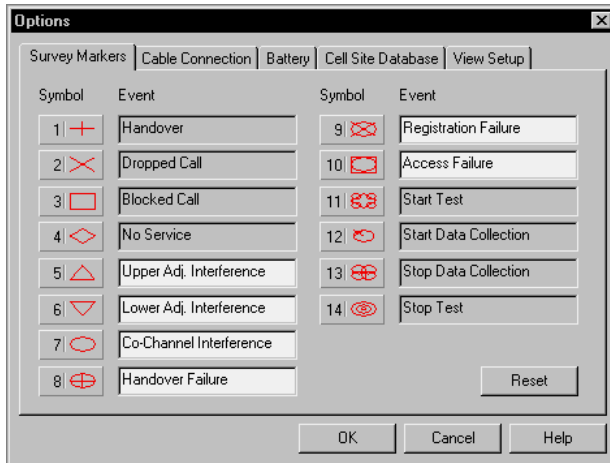 Options
Survey Markers Cable Connection Battery Cell Site Database View Setup
Symbol Event
1 Handover
2 Dropped Call
3 Blocked Call
4 No Service
5 Upper Adj. Interference
6 Lower Adj. Interference
7 Co-Channel Interference
8 Handover Failure
Symbol Event
9 Registration Failure
10 Access Failure
11 Start Test
12 Start Data Collection
13 Stop Data Collection
14 Stop Test
Reset
OK Cancel Help